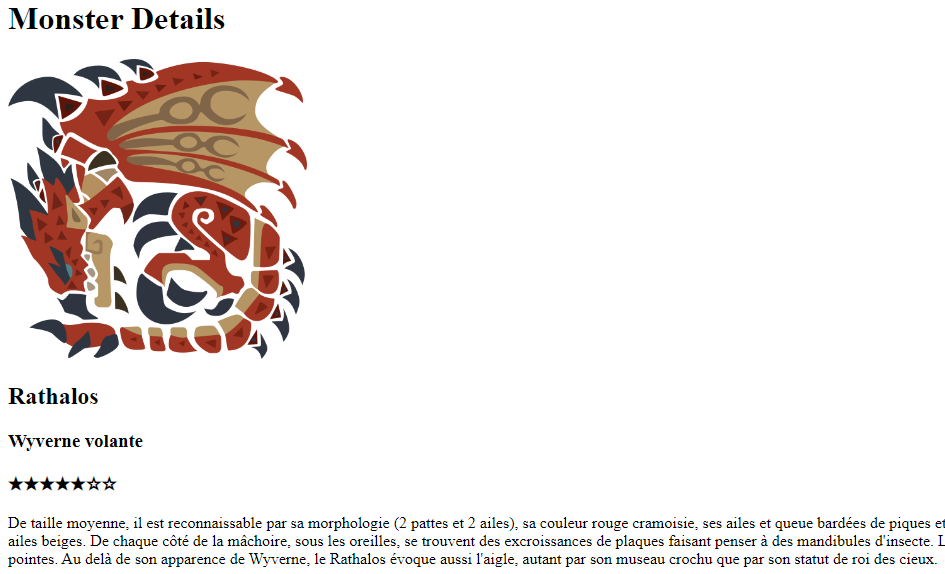 Monster Details
Rathalos
Wyverne volante
★★★★★☆☆
De taille moyenne, il est reconnaissable par sa morphologie (2 pattes et 2 ailes), sa couleur rouge cramoisie, ses ailes et queue bardées de piques et
ailes beiges. De chaque côté de la mâchoire, sous les oreilles, se trouvent des excroissances de plaques faisant penser à des mandibules d'insecte. L
pointes. Au delà de son apparence de Wyverne, le Rathalos évoque aussi l'aigle, autant par son museau crochu que par son statut de roi des cieux.